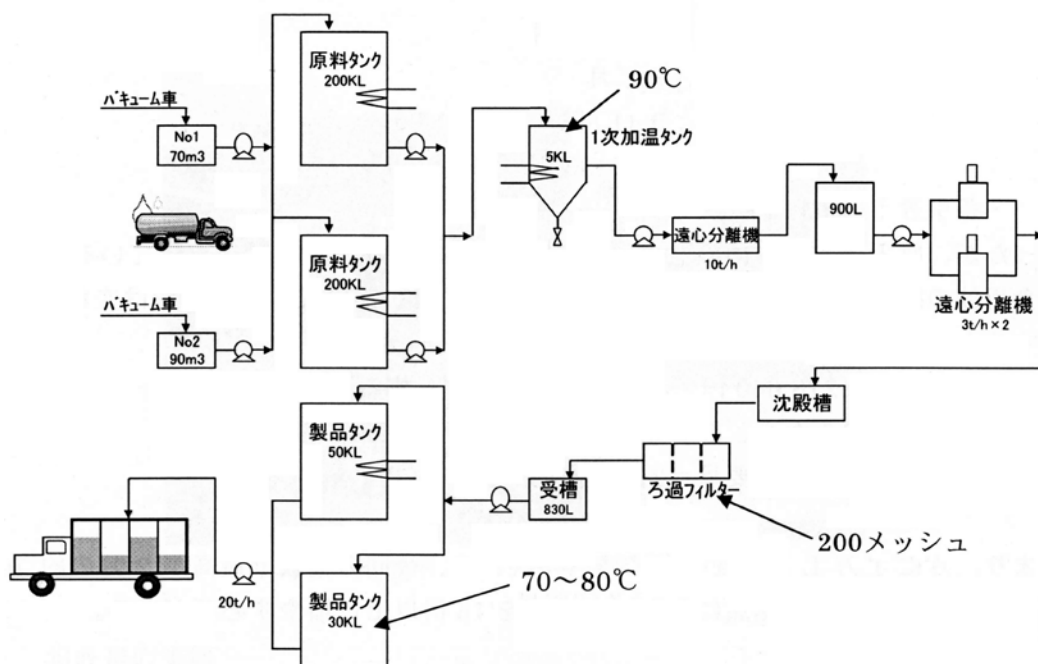 原料タンク
200KL
バキューム車
No1
70m3
原料タンク
200KL
バキューム車
No2
90m3
90℃
1次加温タンク
5KL
遠心分離機
10t/h
900L
遠心分離機
3t/h×2
沈殿槽
ろ過フィルター
200メッシュ
受槽
830L
製品タンク
50KL
製品タンク
30KL
70～80℃
20t/h